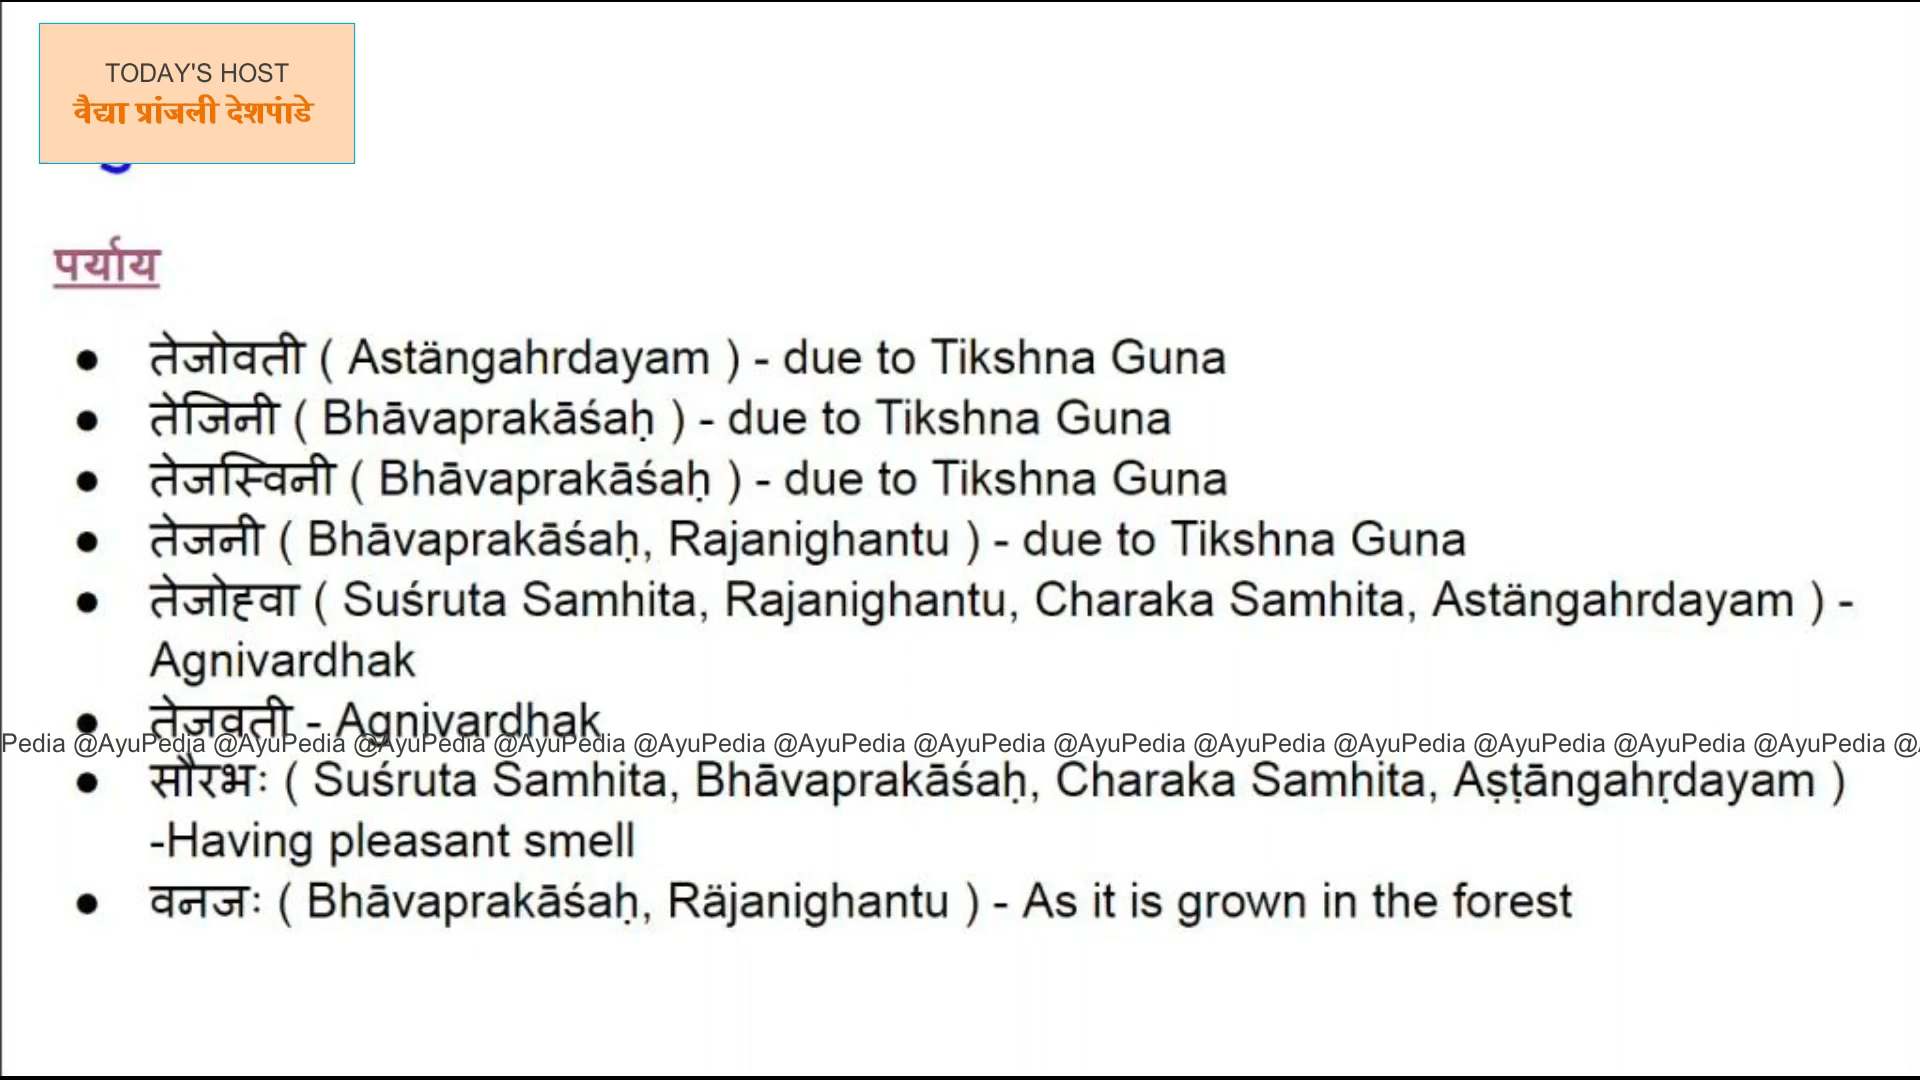 TODAY'S HOST
वैद्या प्रांजली देशपांडे
पर्याय
● तेजोवती ( Astängahrdayam ) - due to Tikshna Guna
● तेजिनी ( Bhāvaprakāśaḥ ) - due to Tikshna Guna
● तेजस्विनी ( Bhāvaprakāśaḥ ) - due to Tikshna Guna
● तेजनी ( Bhāvaprakāśaḥ, Rajanighantu ) - due to Tikshna Guna
● तेजोह्वा ( Suśruta Samhita, Rajanighantu, Charaka Samhita, Astängahrdayam ) -
Agnivardhak
● तेजवती - Agnivardhak
Pedia @AyuPedia @AyuPedia @AyuPedia @AyuPedia @AyuPedia @AyuPedia @AyuPedia @AyuPedia @AyuPedia @AyuPedia @AyuPedia @AyuPedia @AyuPedia @
● सौरभः ( Suśruta Samhita, Bhāvaprakāśaḥ, Charaka Samhita, Aṣṭāngahṛdayam )
-Having pleasant smell
● वनजः ( Bhāvaprakāśaḥ, Räjanighantu ) - As it is grown in the forest